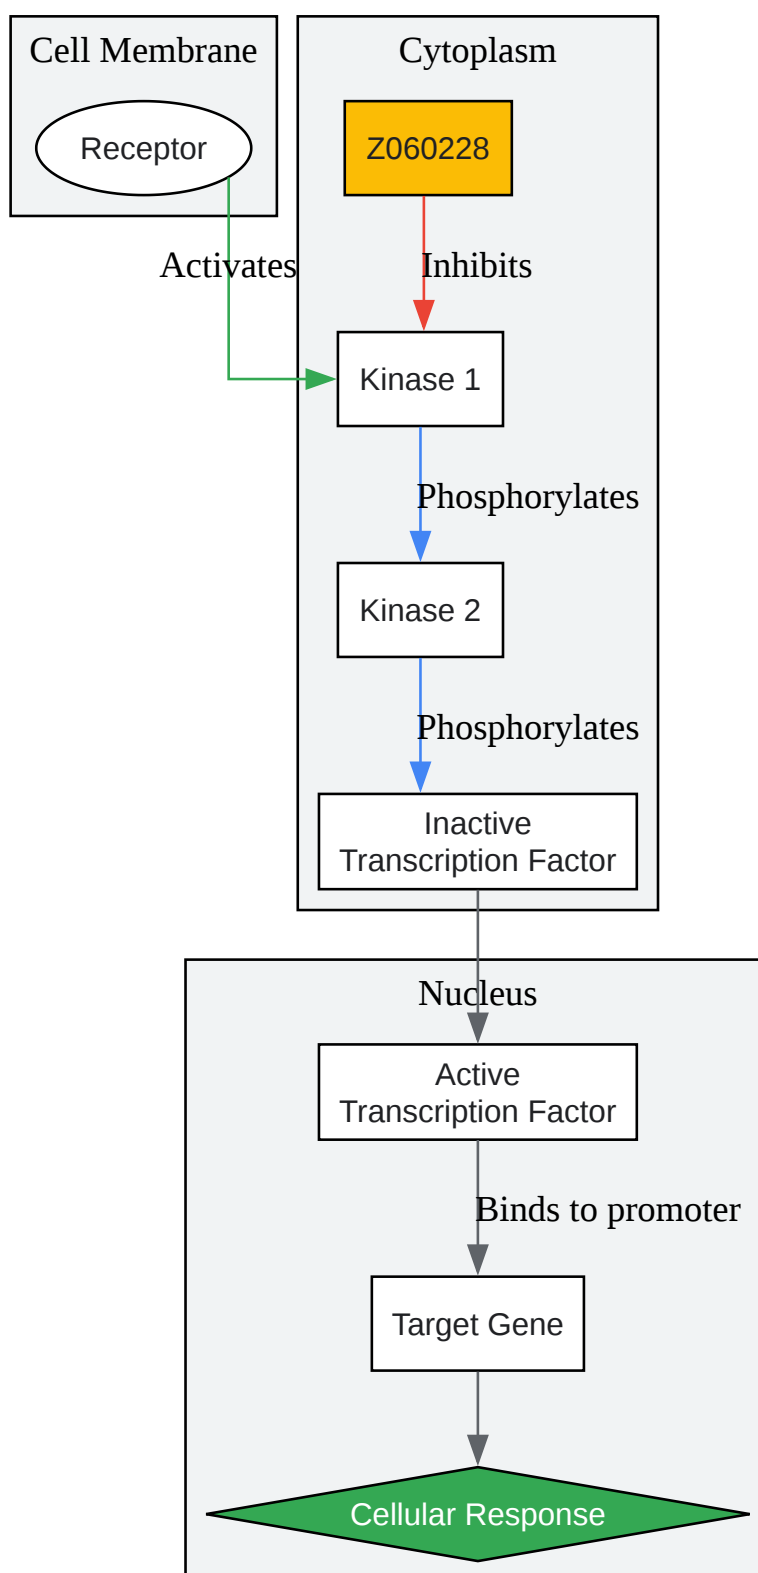 Cell Membrane
Cytoplasm
Receptor
Z060228
Activates
Inhibits
Kinase 1
Phosphorylates
Kinase 2
Phosphorylates
Inactive
Transcription Factor
Nucleus
Active
Transcription Factor
Binds to promoter
Target Gene
Cellular Response